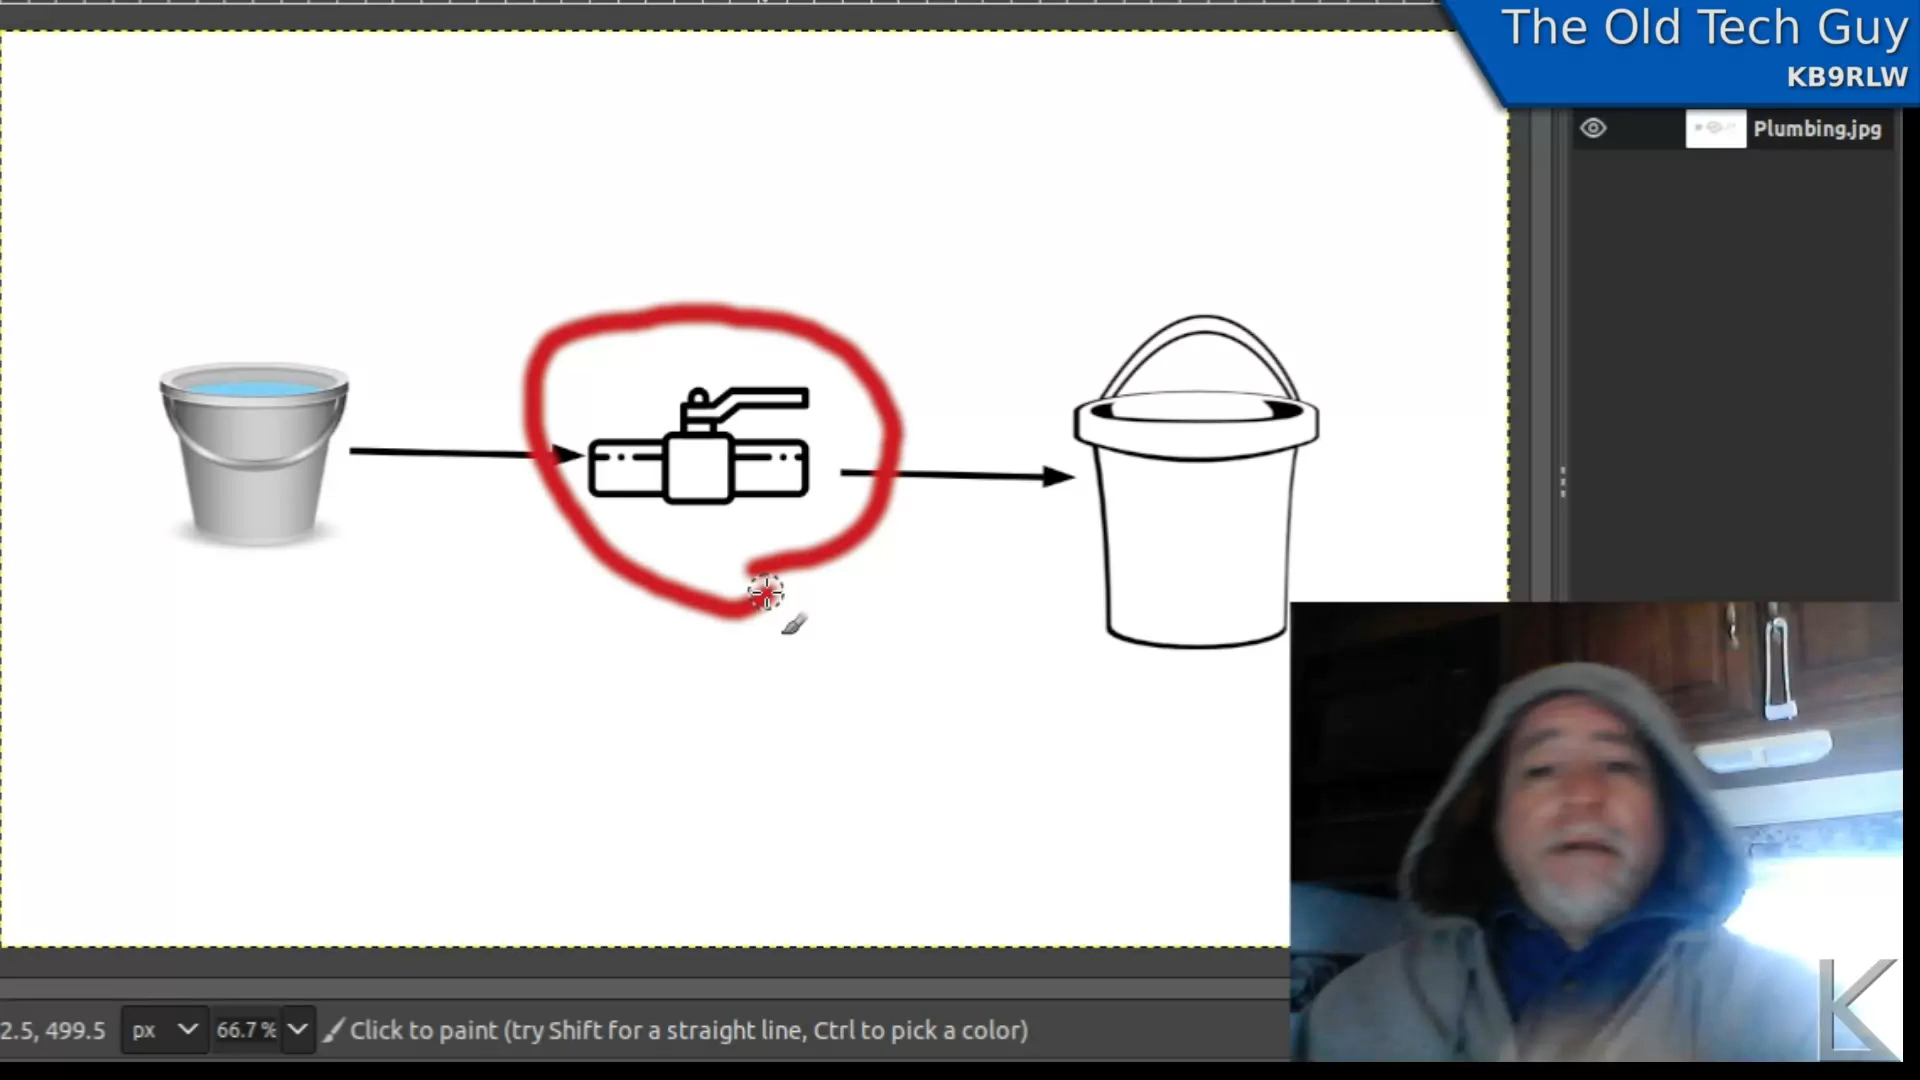 The Old Tech Guy
KB9RLW
Plumbing.jpg
2.5, 499.5 px 66.7 % Click to paint (try Shift for a straight line, Ctrl to pick a color)
K